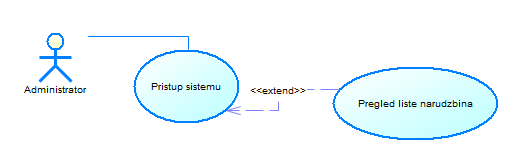 Administrator
Pristup sistemu
<<extend>>
Pregled liste narudzbina